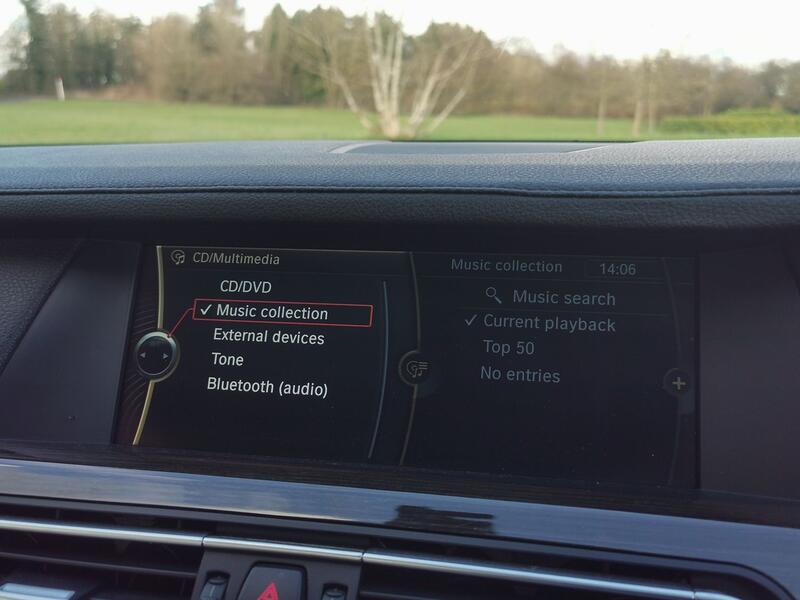 CD/Multimedia
CD/DVD
✓ Music collection
External devices
Tone
Bluetooth (audio)
Music collection
14:06
Music search
✓ Current playback
Top 50
No entries